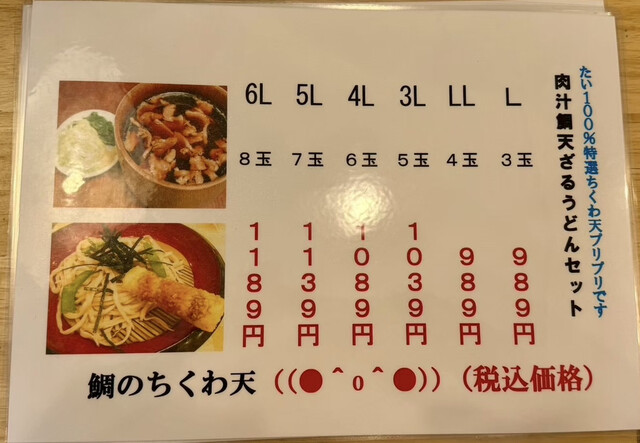 たい100%特選ちくわ天プリプリです
肉汁鯛天ざるうどんセット
L
3玉
989円
LL
4玉
989円
3L
5玉
1039円
4L
6玉
1089円
5L
7玉
1139円
6L
8玉
1189円
鯛のちくわ天 ((●＾o＾●)) (税込価格)